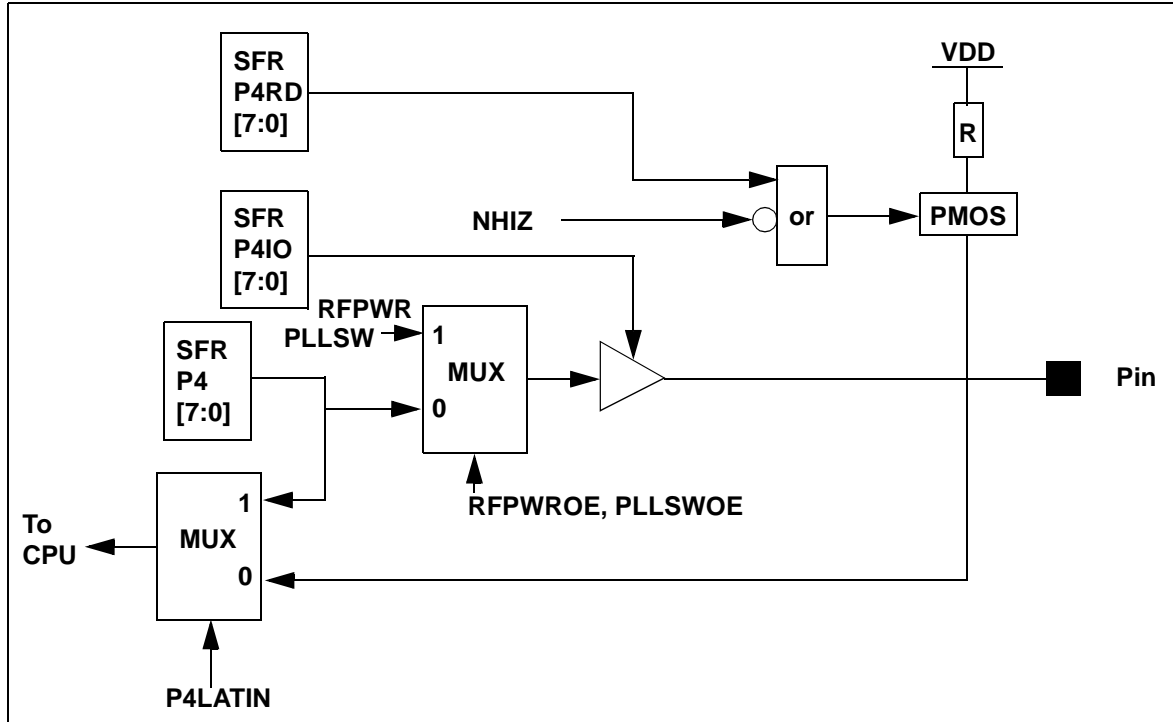 SFR
P4RD
[7:0]
VDD
R
SFR
P4IO
[7:0]
NHIZ
or
PMOS
RFPWR
PLLSW
1
MUX
0
SFR
P4
[7:0]
Pin
RFPWROE, PLLSWOE
To
CPU
1
MUX
0
P4LATIN